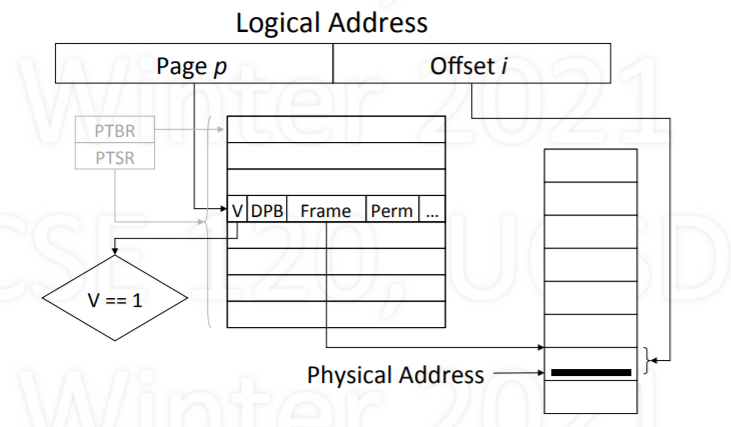 Logical Address
Page p
Offset i
PTBR
PTSR
V
DPB
Frame
Perm
...
V == 1
Physical Address
Winter 2021
CSE 120, UCSD
Winter 2021